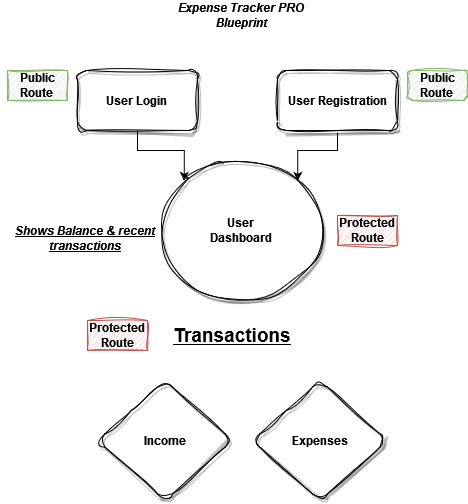 Expense Tracker PRO
Blueprint
Public
Route
User Login
User Registration
Public
Route
User
Dashboard
Shows Balance & recent
transactions
Protected
Route
Protected
Route
Transactions
Income
Expenses